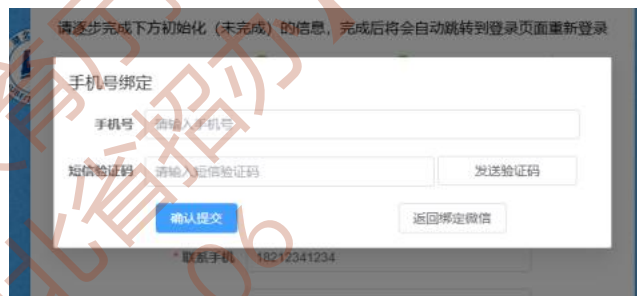 请逐步完成下方初始化（未完成）的信息，完成后将会自动跳转到登录页面重新登录
手机号绑定
手机号 请输入手机号
短信验证码 请输入短信验证码 发送验证码
确认提交 返回绑定微信
*联系手机 18212341234